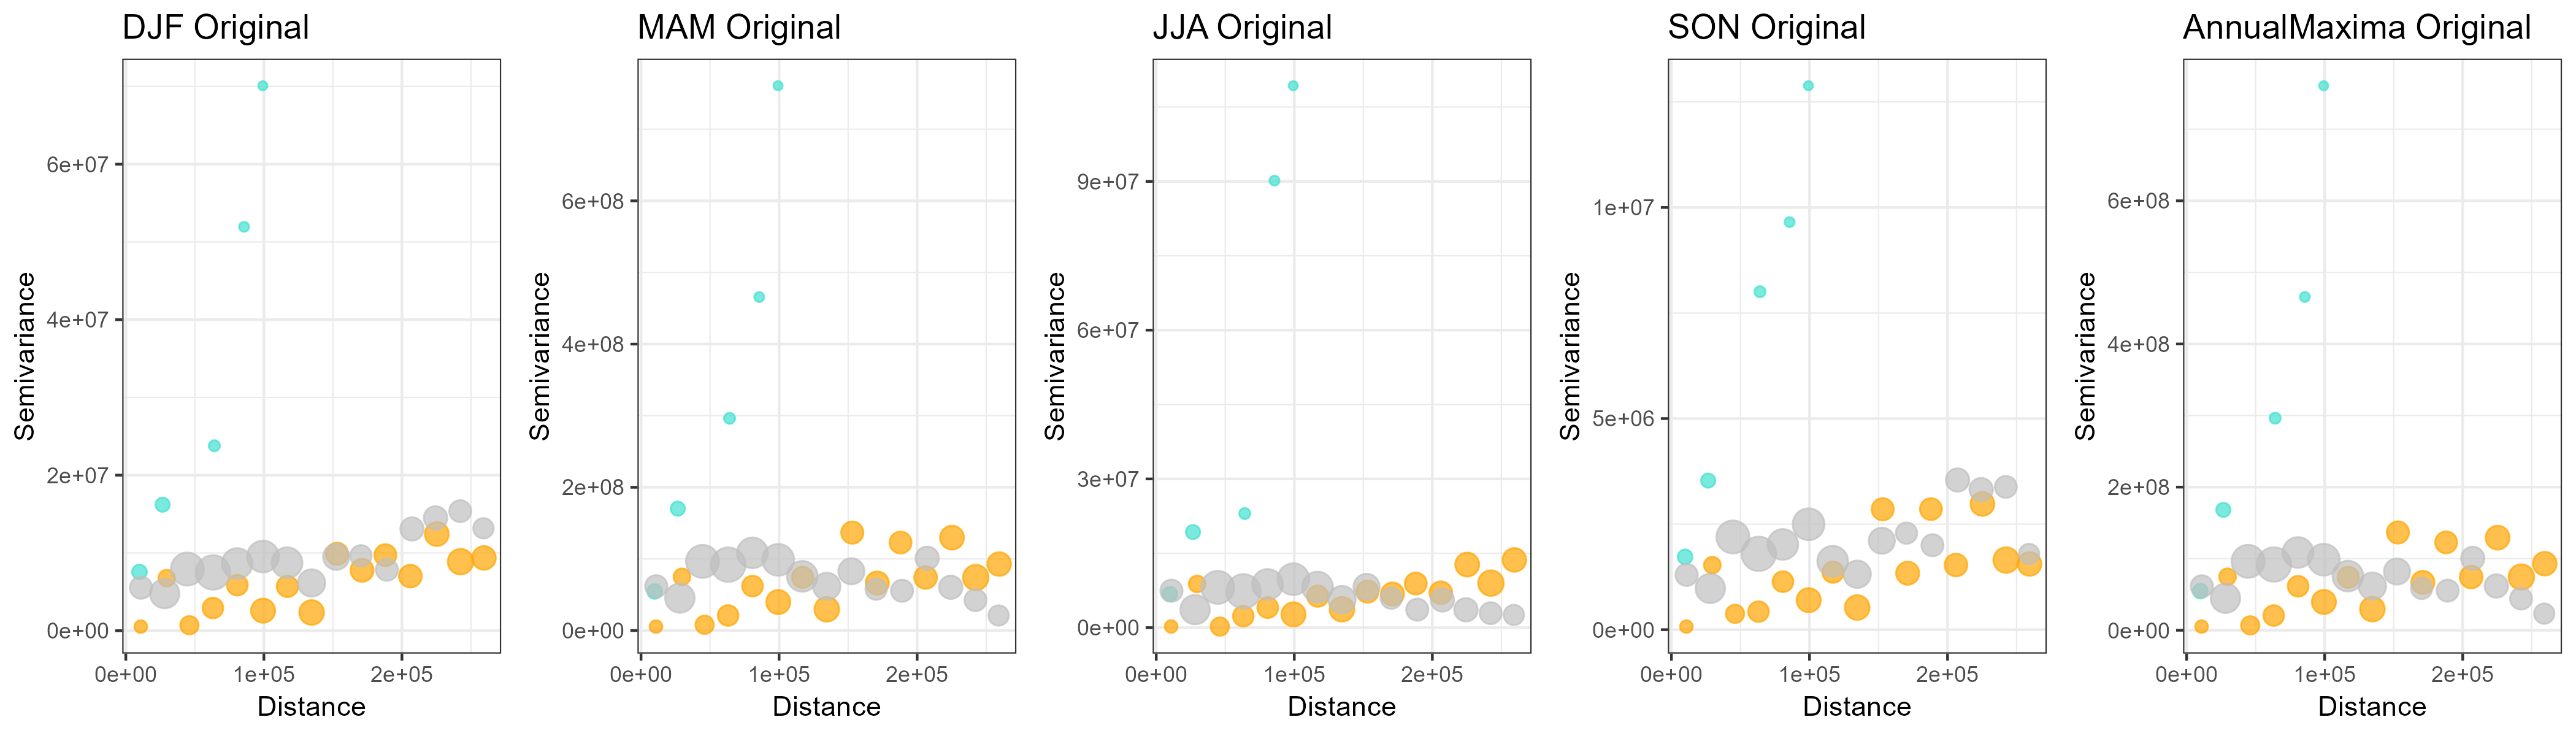 DJF Original
MAM Original
JJA Original
SON Original
AnnualMaxima Original
Semivariance
6e+07
4e+07
2e+07
0e+00
0e+00 1e+05 2e+05
Distance
Semivariance
6e+08
4e+08
2e+08
0e+00
0e+00 1e+05 2e+05
Distance
Semivariance
9e+07
6e+07
3e+07
0e+00
0e+00 1e+05 2e+05
Distance
Semivariance
1e+07
5e+06
0e+00
0e+00 1e+05 2e+05
Distance
Semivariance
6e+08
4e+08
2e+08
0e+00
0e+00 1e+05 2e+05
Distance